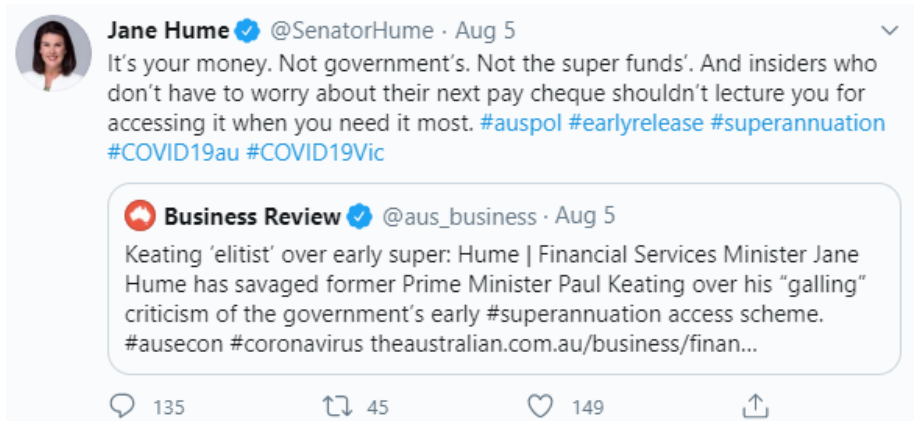 Jane Hume @SenatorHume · Aug 5
It's your money. Not government's. Not the super funds'. And insiders who
don't have to worry about their next pay cheque shouldn't lecture you for
accessing it when you need it most. #auspol #earlyrelease #superannuation
#COVID19au #COVID19Vic
Business Review @aus_business · Aug 5
Keating 'elitist' over early super: Hume | Financial Services Minister Jane
Hume has savaged former Prime Minister Paul Keating over his "galling"
criticism of the government's early #superannuation access scheme.
#ausecon #coronavirus theaustralian.com.au/business/finan...
135 45 149